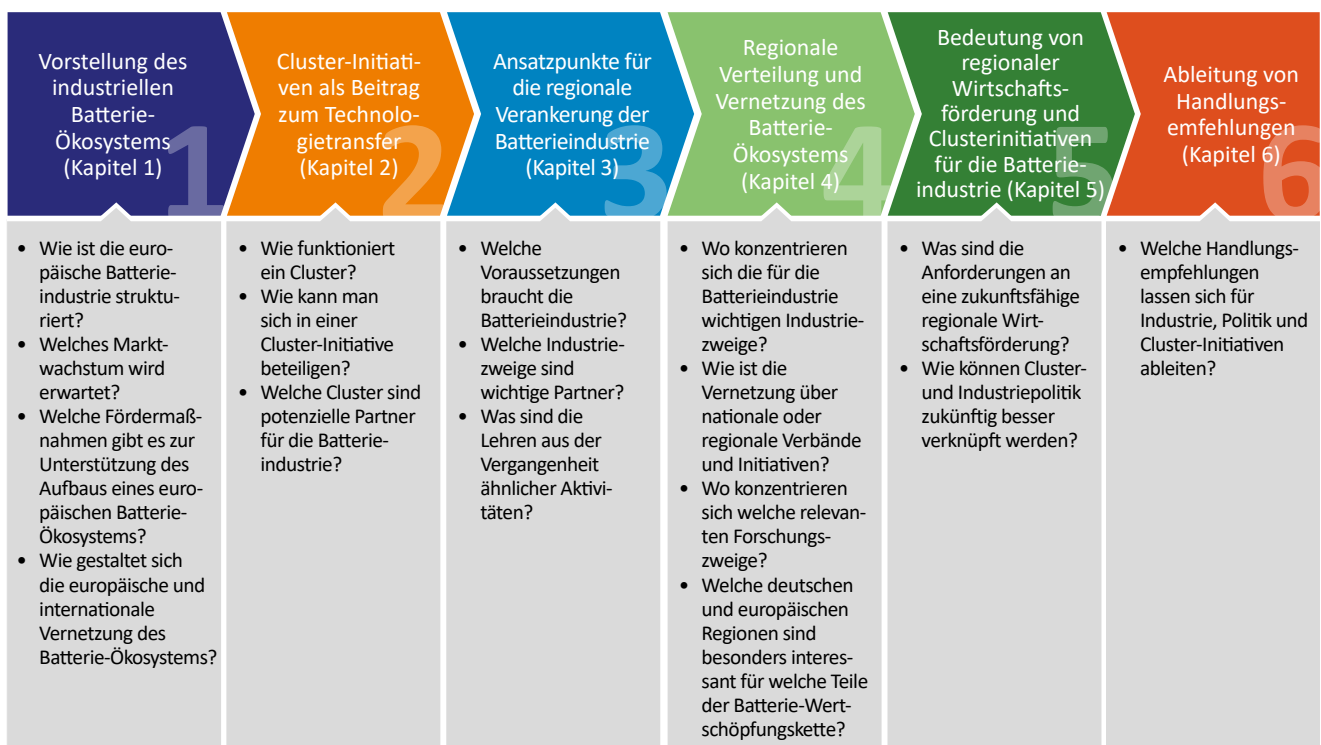 Vorstellung des
industriellen
Batterie-
Ökosystems
(Kapitel 1)
1
Cluster-Initiati-
ven als Beitrag
zum Technolo-
gietransfer
(Kapitel 2)
2
Ansatzpunkte für
die regionale
Verankerung der
Batterieindustrie
(Kapitel 3)
3
Regionale
Verteilung und
Vernetzung des
Batterie-
Ökosystems
(Kapitel 4)
4
Bedeutung von
regionaler
Wirtschafts-
förderung und
Clusterinitiativen
für die Batterie-
industrie (Kapitel 5)
5
Ableitung von
Handlungs-
emfehlungen
(Kapitel 6)
6
• Wie ist die euro-
päische Batterie-
industrie struktu-
riert?
• Welches Markt-
wachstum wird
erwartet?
• Welche Fördermaß-
nahmen gibt es zur
Unterstützung des
Aufbaus eines euro-
päischen Batterie-
Ökosystems?
• Wie gestaltet sich
die europäische und
internationale
Vernetzung des
Batterie-Ökosystems?
• Wie funktioniert
ein Cluster?
• Wie kann man
sich in einer
Cluster-Initiative
beteiligen?
• Welche Cluster sind
potenzielle Partner
für die Batterie-
industrie?
• Welche
Voraussetzungen
braucht die
Batterieindustrie?
• Welche Industrie-
zweige sind
wichtige Partner?
• Was sind die
Lehren aus der
Vergangenheit
ähnlicher Aktivi-
täten?
• Wo konzentrieren
sich die für die
Batterieindustrie
wichtigen Industrie-
zweige?
• Wie ist die
Vernetzung über
nationale oder
regionale Verbände
und Initiativen?
• Wo konzentrieren
sich welche relevan-
ten Forschungs-
zweige?
• Welche deutschen
und europäischen
Regionen sind
besonders interes-
sant für welche Teile
der Batterie-Wert-
schöpfungskette?
• Was sind die
Anforderungen an
eine zukunftsfähige
regionale Wirt-
schaftsförderung?
• Wie können Cluster-
und Industriepolitik
zukünftig besser
verknüpft werden?
• Welche Handlungs-
empfehlungen
lassen sich für
Industrie, Politik und
Cluster-Initiativen
ableiten?